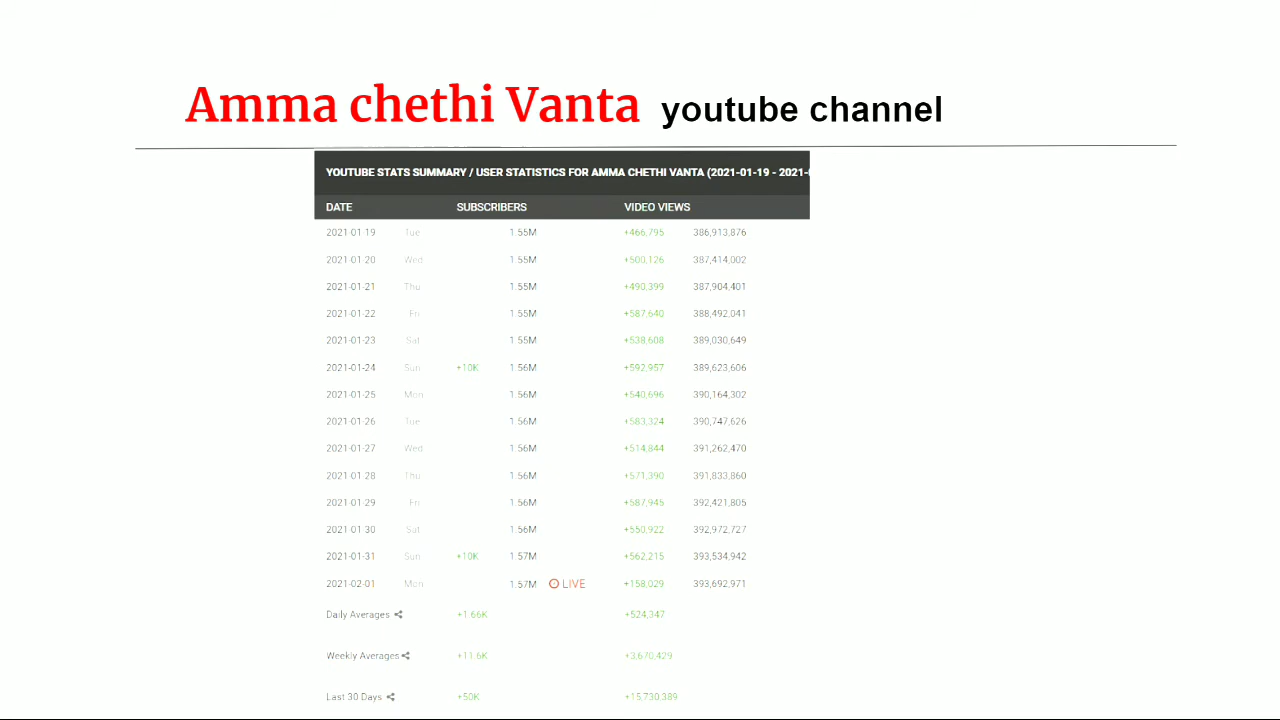 Amma chethi Vanta youtube channel
YOUTUBE STATS SUMMARY / USER STATISTICS FOR AMMA CHETHI VANTA (2021-01-19 - 2021-
DATE SUBSCRIBERS VIDEO VIEWS
2021-01-19 Tue 1.55M +466,795 386,913,876
2021-01-20 Wed 1.55M +500,126 387,414,002
2021-01-21 Thu 1.55M +490,399 387,904,401
2021-01-22 Fri 1.55M +587,640 388,492,041
2021-01-23 Sat 1.55M +538,608 389,030,649
2021-01-24 Sun +10K 1.56M +592,957 389,623,606
2021-01-25 Mon 1.56M +540,696 390,164,302
2021-01-26 Tue 1.56M +583,324 390,747,626
2021-01-27 Wed 1.56M +514,844 391,262,470
2021-01-28 Thu 1.56M +571,390 391,833,860
2021-01-29 Fri 1.56M +587,945 392,421,805
2021-01-30 Sat 1.56M +550,922 392,972,727
2021-01-31 Sun +10K 1.57M +562,215 393,534,942
2021-02-01 Mon 1.57M LIVE +158,029 393,692,971
Daily Averages +1.66K +524,347
Weekly Averages +11.6K +3,670,429
Last 30 Days +50K +15,730,389